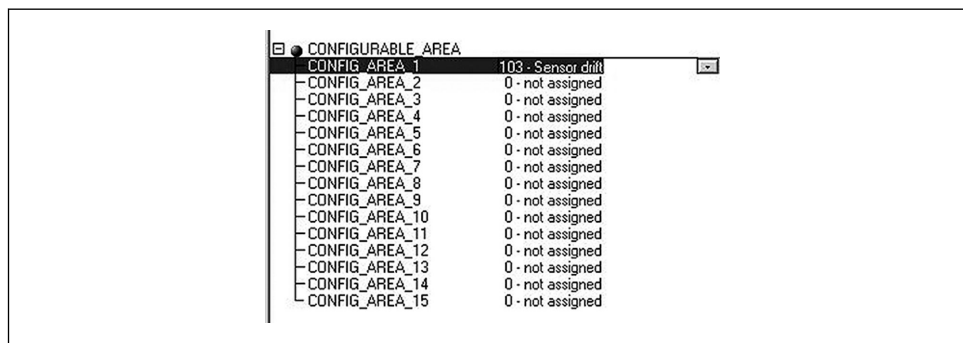 CONFIGURABLE_AREA
CONFIG_AREA_1 103 - Sensor drift
CONFIG_AREA_2 0 - not assigned
CONFIG_AREA_3 0 - not assigned
CONFIG_AREA_4 0 - not assigned
CONFIG_AREA_5 0 - not assigned
CONFIG_AREA_6 0 - not assigned
CONFIG_AREA_7 0 - not assigned
CONFIG_AREA_8 0 - not assigned
CONFIG_AREA_9 0 - not assigned
CONFIG_AREA_10 0 - not assigned
CONFIG_AREA_11 0 - not assigned
CONFIG_AREA_12 0 - not assigned
CONFIG_AREA_13 0 - not assigned
CONFIG_AREA_14 0 - not assigned
CONFIG_AREA_15 0 - not assigned